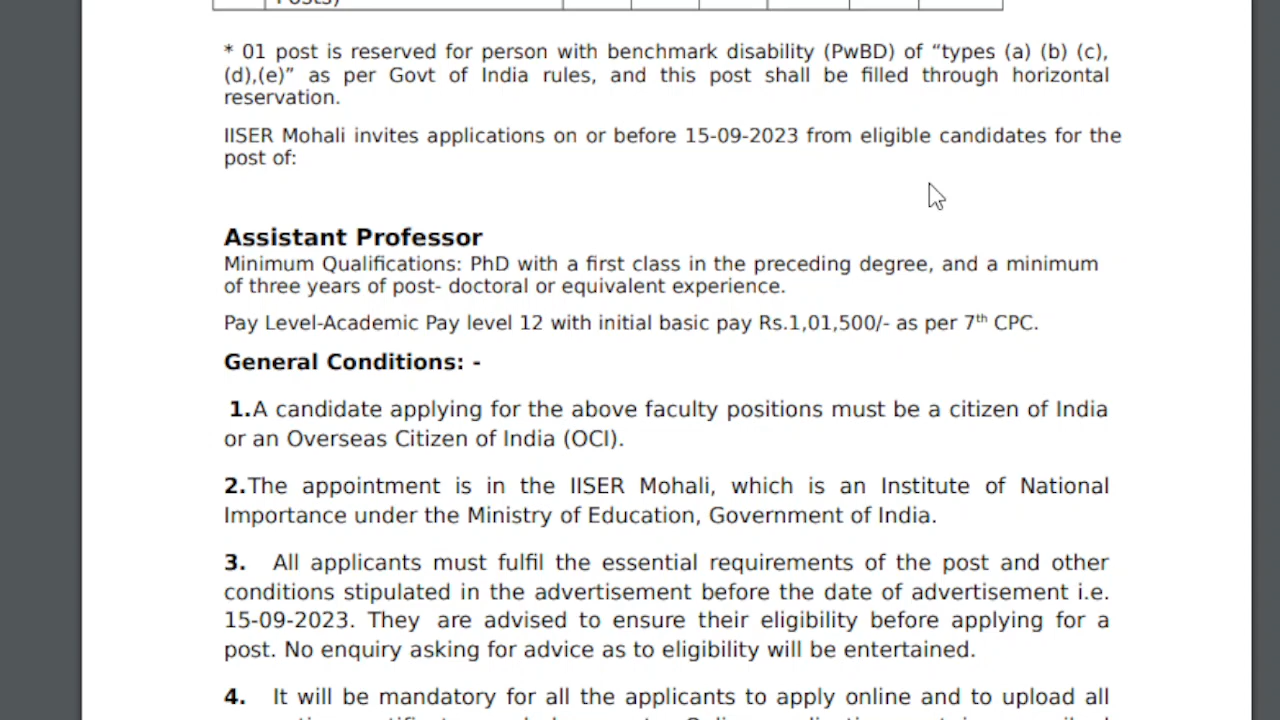 * 01 post is reserved for person with benchmark disability (PwBD) of “types (a) (b) (c),
(d),(e)” as per Govt of India rules, and this post shall be filled through horizontal
reservation.
IISER Mohali invites applications on or before 15-09-2023 from eligible candidates for the
post of:
Assistant Professor
Minimum Qualifications: PhD with a first class in the preceding degree, and a minimum
of three years of post- doctoral or equivalent experience.
Pay Level-Academic Pay level 12 with initial basic pay Rs.1,01,500/- as per 7th CPC.
General Conditions: -
1.A candidate applying for the above faculty positions must be a citizen of India
or an Overseas Citizen of India (OCI).
2.The appointment is in the IISER Mohali, which is an Institute of National
Importance under the Ministry of Education, Government of India.
3. All applicants must fulfil the essential requirements of the post and other
conditions stipulated in the advertisement before the date of advertisement i.e.
15-09-2023. They are advised to ensure their eligibility before applying for a
post. No enquiry asking for advice as to eligibility will be entertained.
4. It will be mandatory for all the applicants to apply online and to upload all